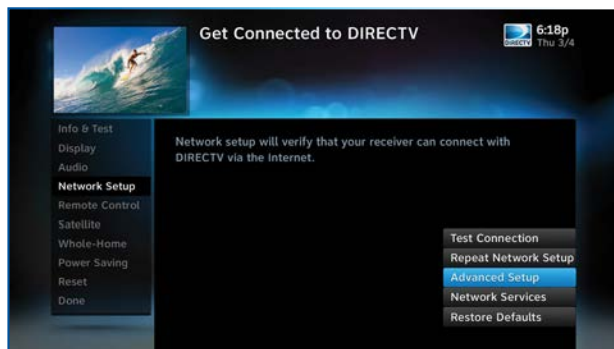 Get Connected to DIRECTV
DIRECTV
6:18p
Thu 3/4
Info & Test
Display
Audio
Network Setup
Remote Control
Satellite
Whole-Home
Power Saving
Reset
Done
Network setup will verify that your receiver can connect with
DIRECTV via the Internet.
Test Connection
Repeat Network Setup
Advanced Setup
Network Services
Restore Defaults